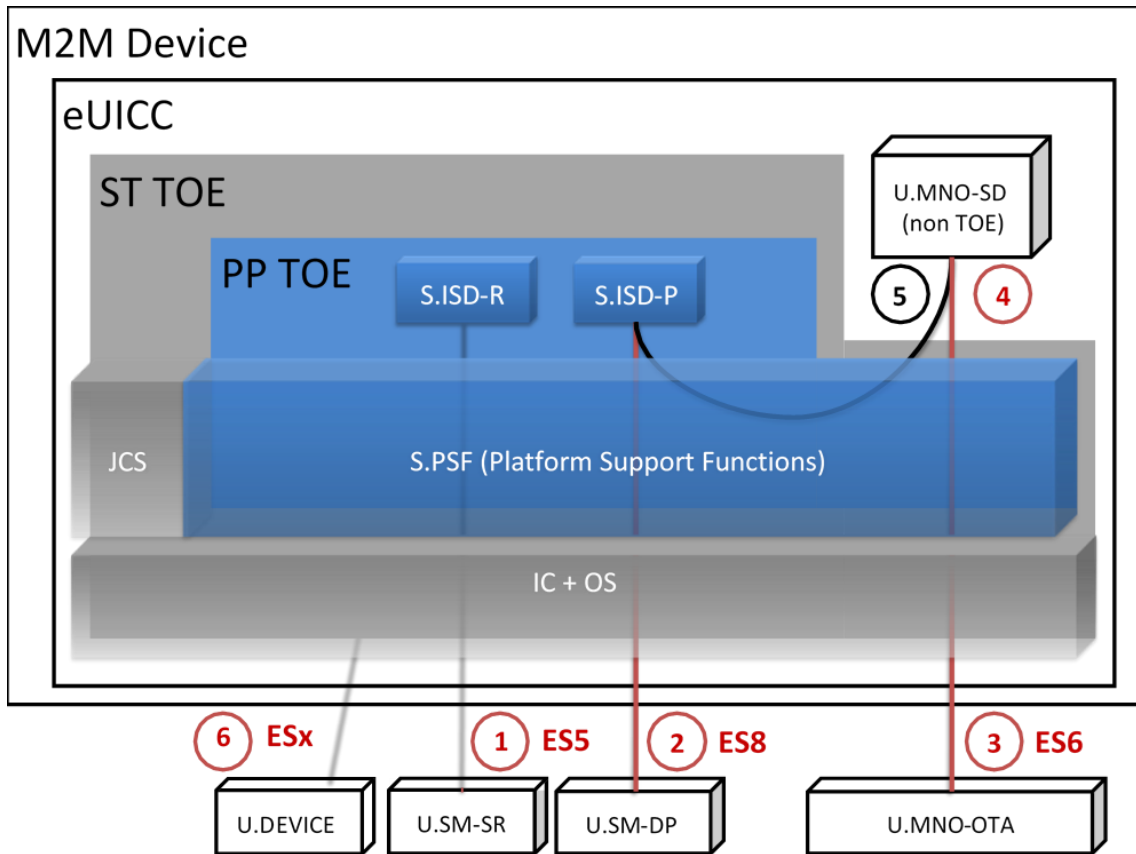 M2M Device
eUICC
ST TOE
U.MNO-SD
(non TOE)
PP TOE
S.ISD-R
S.ISD-P
5
4
JCS
S.PSF (Platform Support Functions)
IC + OS
6 ESx
1 ES5
2 ES8
3 ES6
U.DEVICE
U.SM-SR
U.SM-DP
U.MNO-OTA